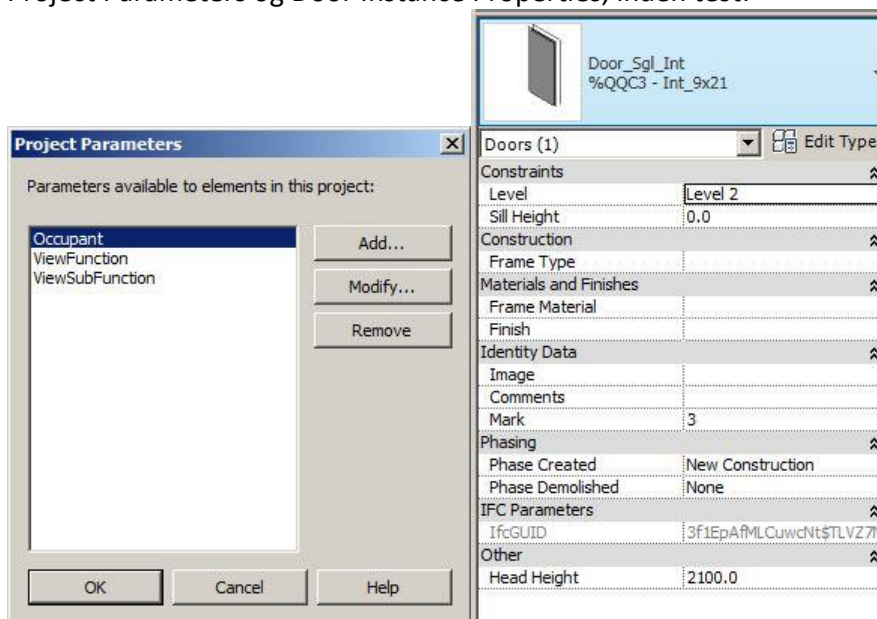 Project Parameters og Door Instance Properties, inden test:
Project Parameters
Parameters available to elements in this project:
Occupant
ViewFunction
ViewSubFunction
Add...
Modify...
Remove
OK
Cancel
Help
Door_Sgl_Int
%QQC3 - Int_9x21
Doors (1)
Edit Type
Constraints
Level Level 2
Sill Height 0.0
Construction
Frame Type
Materials and Finishes
Frame Material
Finish
Identity Data
Image
Comments
Mark 3
Phasing
Phase Created New Construction
Phase Demolished None
IFC Parameters
IfcGUID
Other
Head Height 2100.0